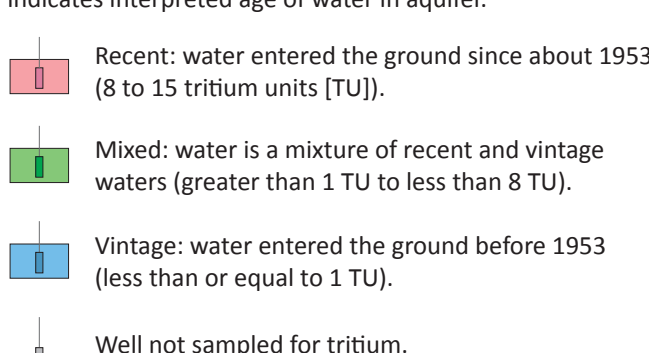 indicates interpreted age of water in aquifer.
Recent: water entered the ground since about 1953
(8 to 15 tritium units [TU]).
Mixed: water is a mixture of recent and vintage
waters (greater than 1 TU to less than 8 TU).
Vintage: water entered the ground before 1953
(less than or equal to 1 TU).
Well not sampled for tritium.